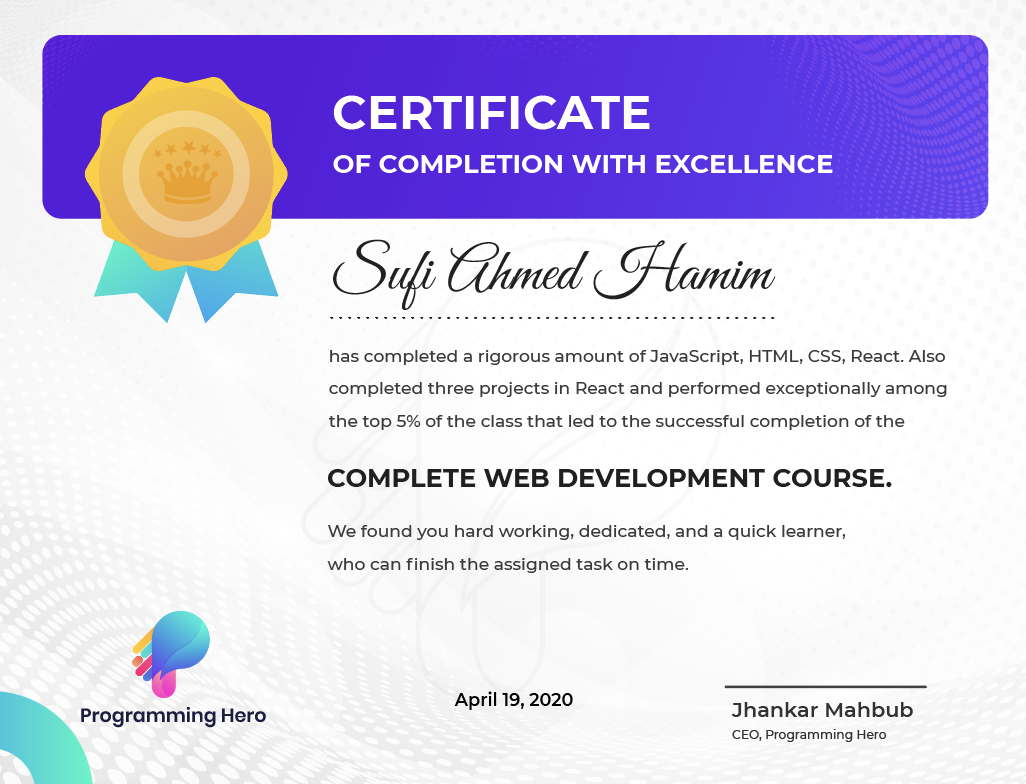 CERTIFICATE
OF COMPLETION WITH EXCELLENCE
Sufi Ahmed Hamim
has completed a rigorous amount of JavaScript, HTML, CSS, React. Also
completed three projects in React and performed exceptionally among
the top 5% of the class that led to the successful completion of the
COMPLETE WEB DEVELOPMENT COURSE.
We found you hard working, dedicated, and a quick learner,
who can finish the assigned task on time.
Programming Hero
April 19, 2020
Jhankar Mahbub
CEO, Programming Hero